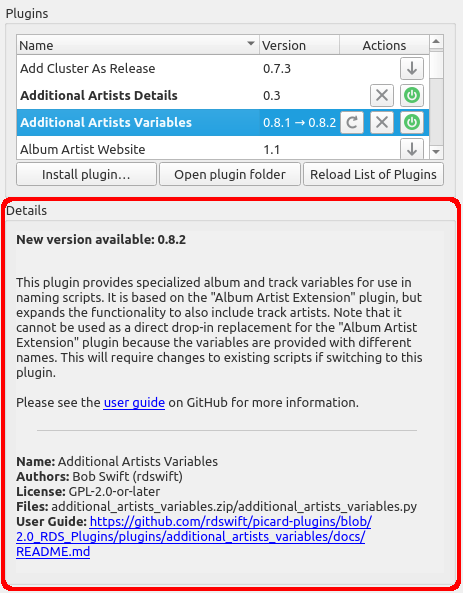 Plugins
Name Version Actions
Add Cluster As Release 0.7.3
Additional Artists Details 0.3
Additional Artists Variables 0.8.1 → 0.8.2
Album Artist Website 1.1
Install plugin... Open plugin folder Reload List of Plugins
Details
New version available: 0.8.2
This plugin provides specialized album and track variables for use in
naming scripts. It is based on the "Album Artist Extension" plugin, but
expands the functionality to also include track artists. Note that it
cannot be used as a direct drop-in replacement for the "Album Artist
Extension" plugin because the variables are provided with different
names. This will require changes to existing scripts if switching to this
plugin.
Please see the user guide on GitHub for more information.
Name: Additional Artists Variables
Authors: Bob Swift (rdswift)
License: GPL-2.0-or-later
Files: additional_artists_variables.zip/additional_artists_variables.py
User Guide: https://github.com/rdswift/picard-plugins/blob/
2.0_RDS_Plugins/plugins/additional_artists_variables/docs/
README.md